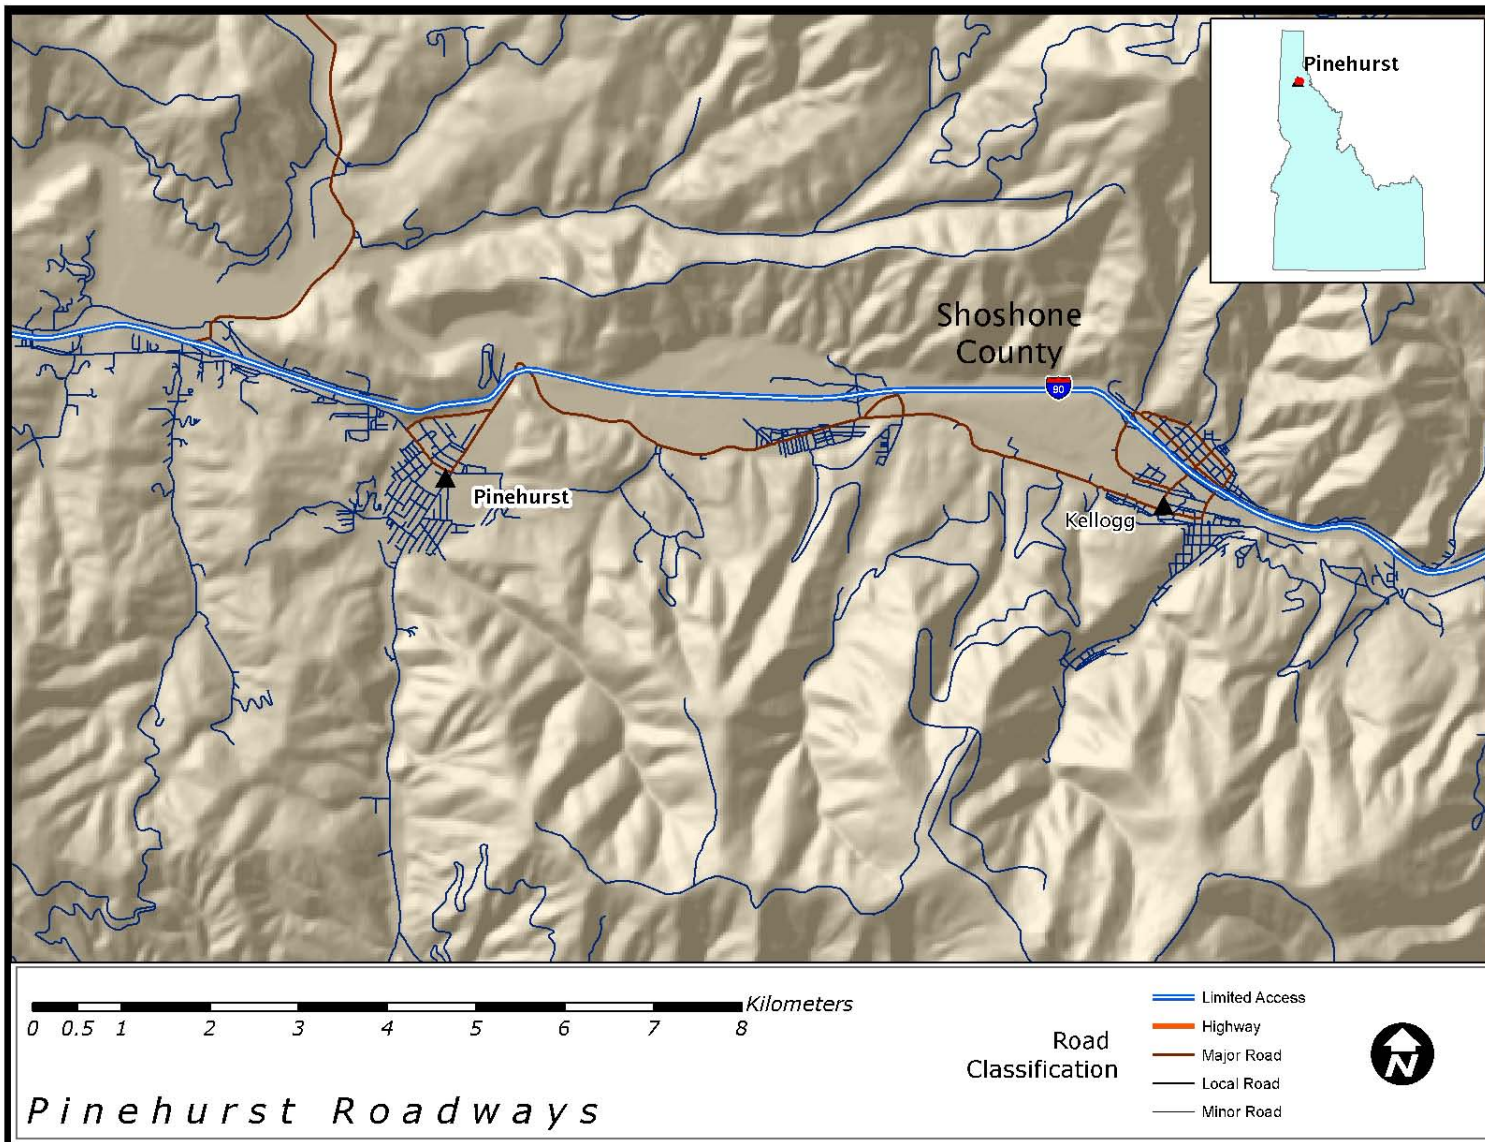 Pinehurst
Shoshone
County
90
Pinehurst
Kellogg
Kilometers
0 0.5 1 2 3 4 5 6 7 8
Road
Classification
Limited Access
Highway
Major Road
Local Road
Minor Road
N
Pinehurst Roadways